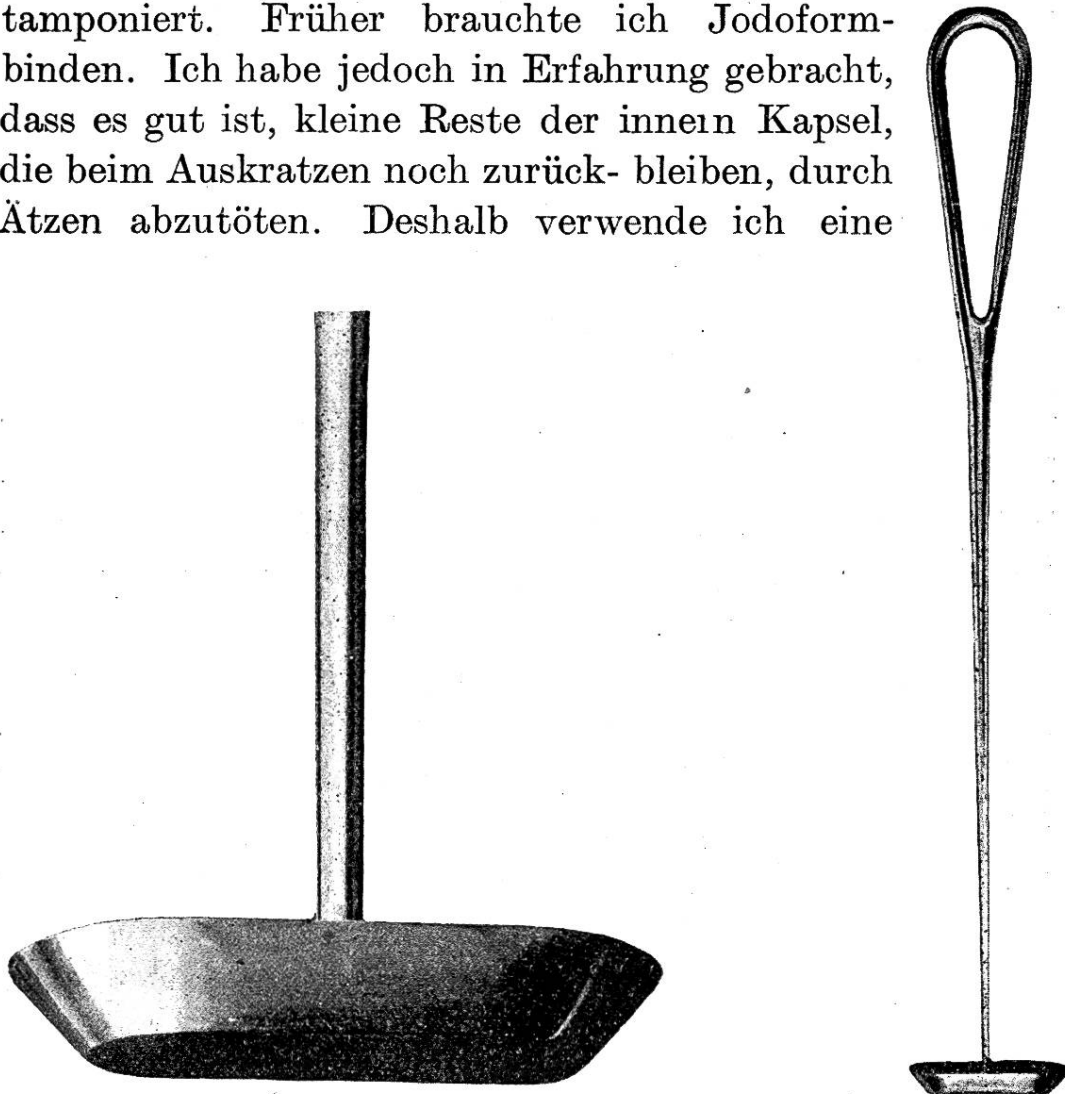 tamponiert. Früher brauchte ich Jodoform-
binden. Ich habe jedoch in Erfahrung gebracht,
dass es gut ist, kleine Reste der innein Kapsel,
die beim Auskratzen noch zurück- bleiben, durch
Ätzen abzutöten. Deshalb verwende ich eine